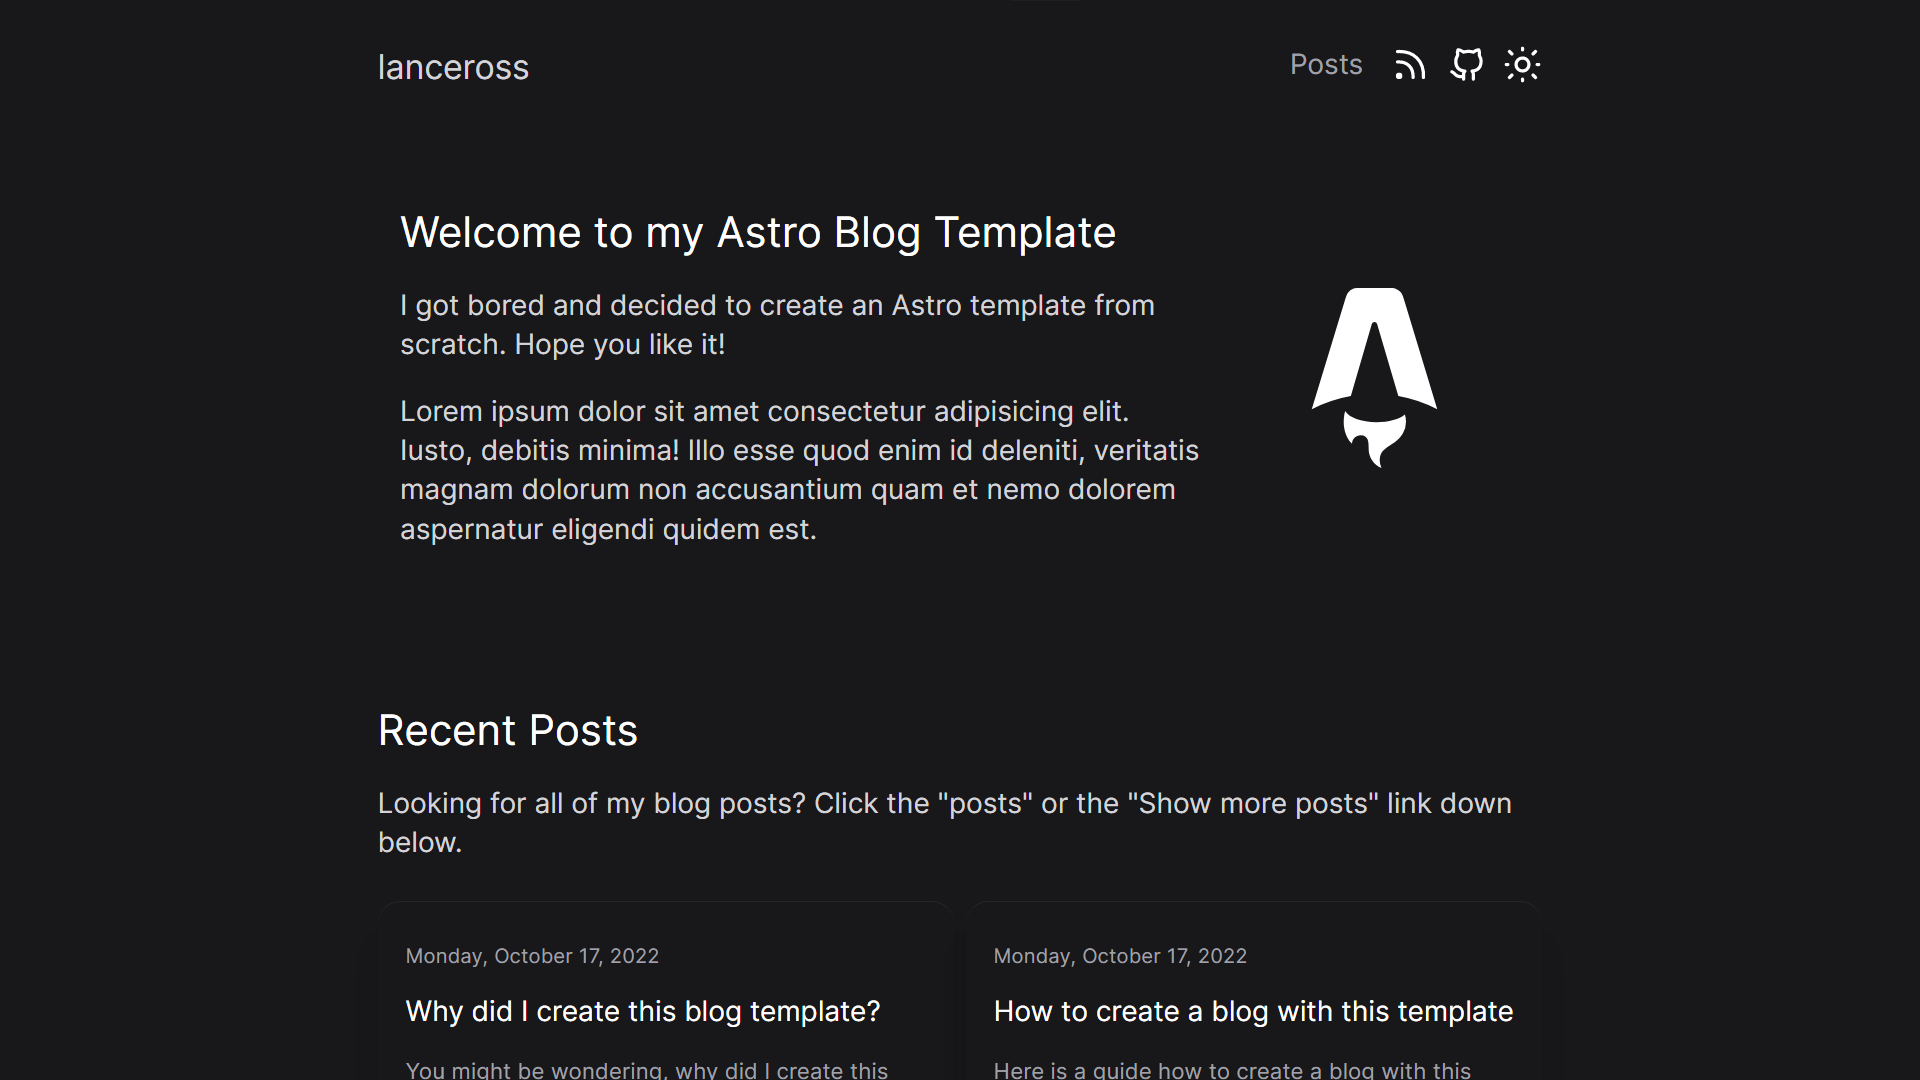 lanceross
Posts
Welcome to my Astro Blog Template
I got bored and decided to create an Astro template from
scratch. Hope you like it!
Lorem ipsum dolor sit amet consectetur adipisicing elit.
Iusto, debitis minima! Illo esse quod enim id deleniti, veritatis
magnam dolorum non accusantium quam et nemo dolorem
aspernatur eligendi quidem est.
Recent Posts
Looking for all of my blog posts? Click the "posts" or the "Show more posts" link down
below.
Monday, October 17, 2022
Why did I create this blog template?
You might be wondering, why did I create this
Monday, October 17, 2022
How to create a blog with this template
Here is a guide how to create a blog with this